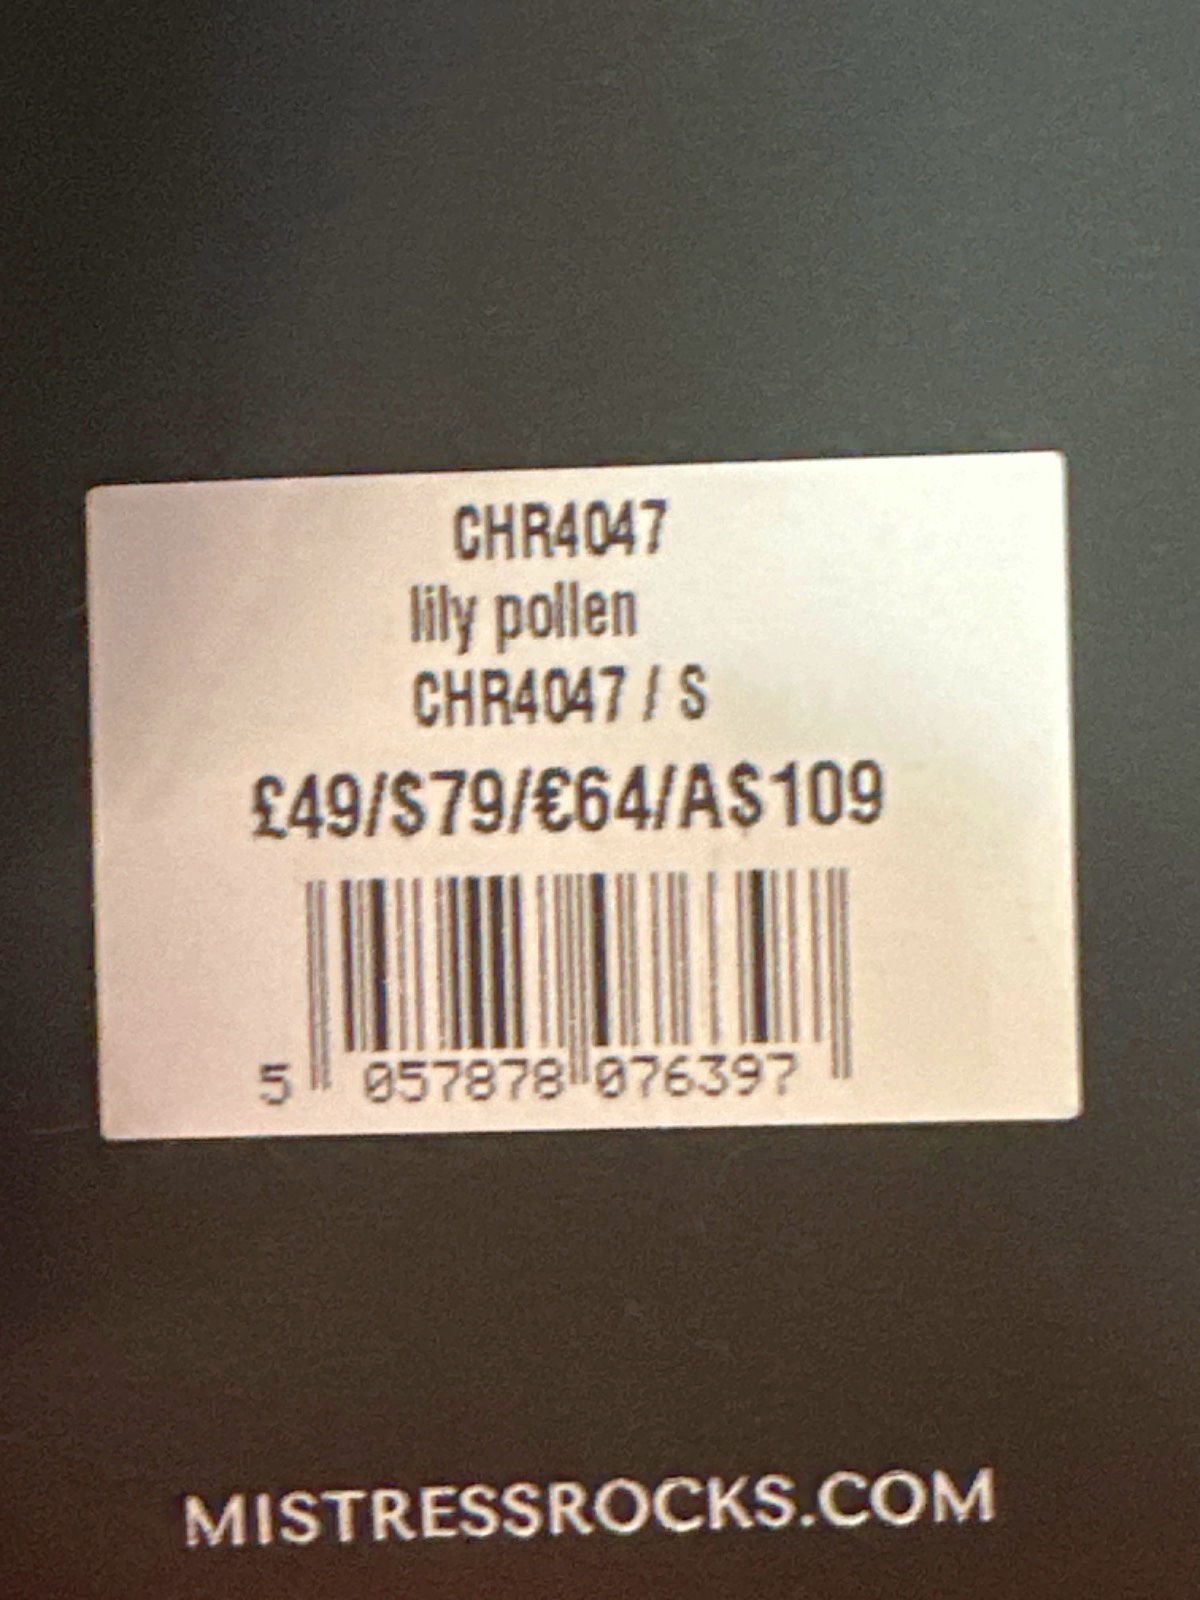 CHR4047
lily pollen
CHR4047 / S
£49/$79/€64/A$109
5 057878 076397
MISTRESSROCKS.COM